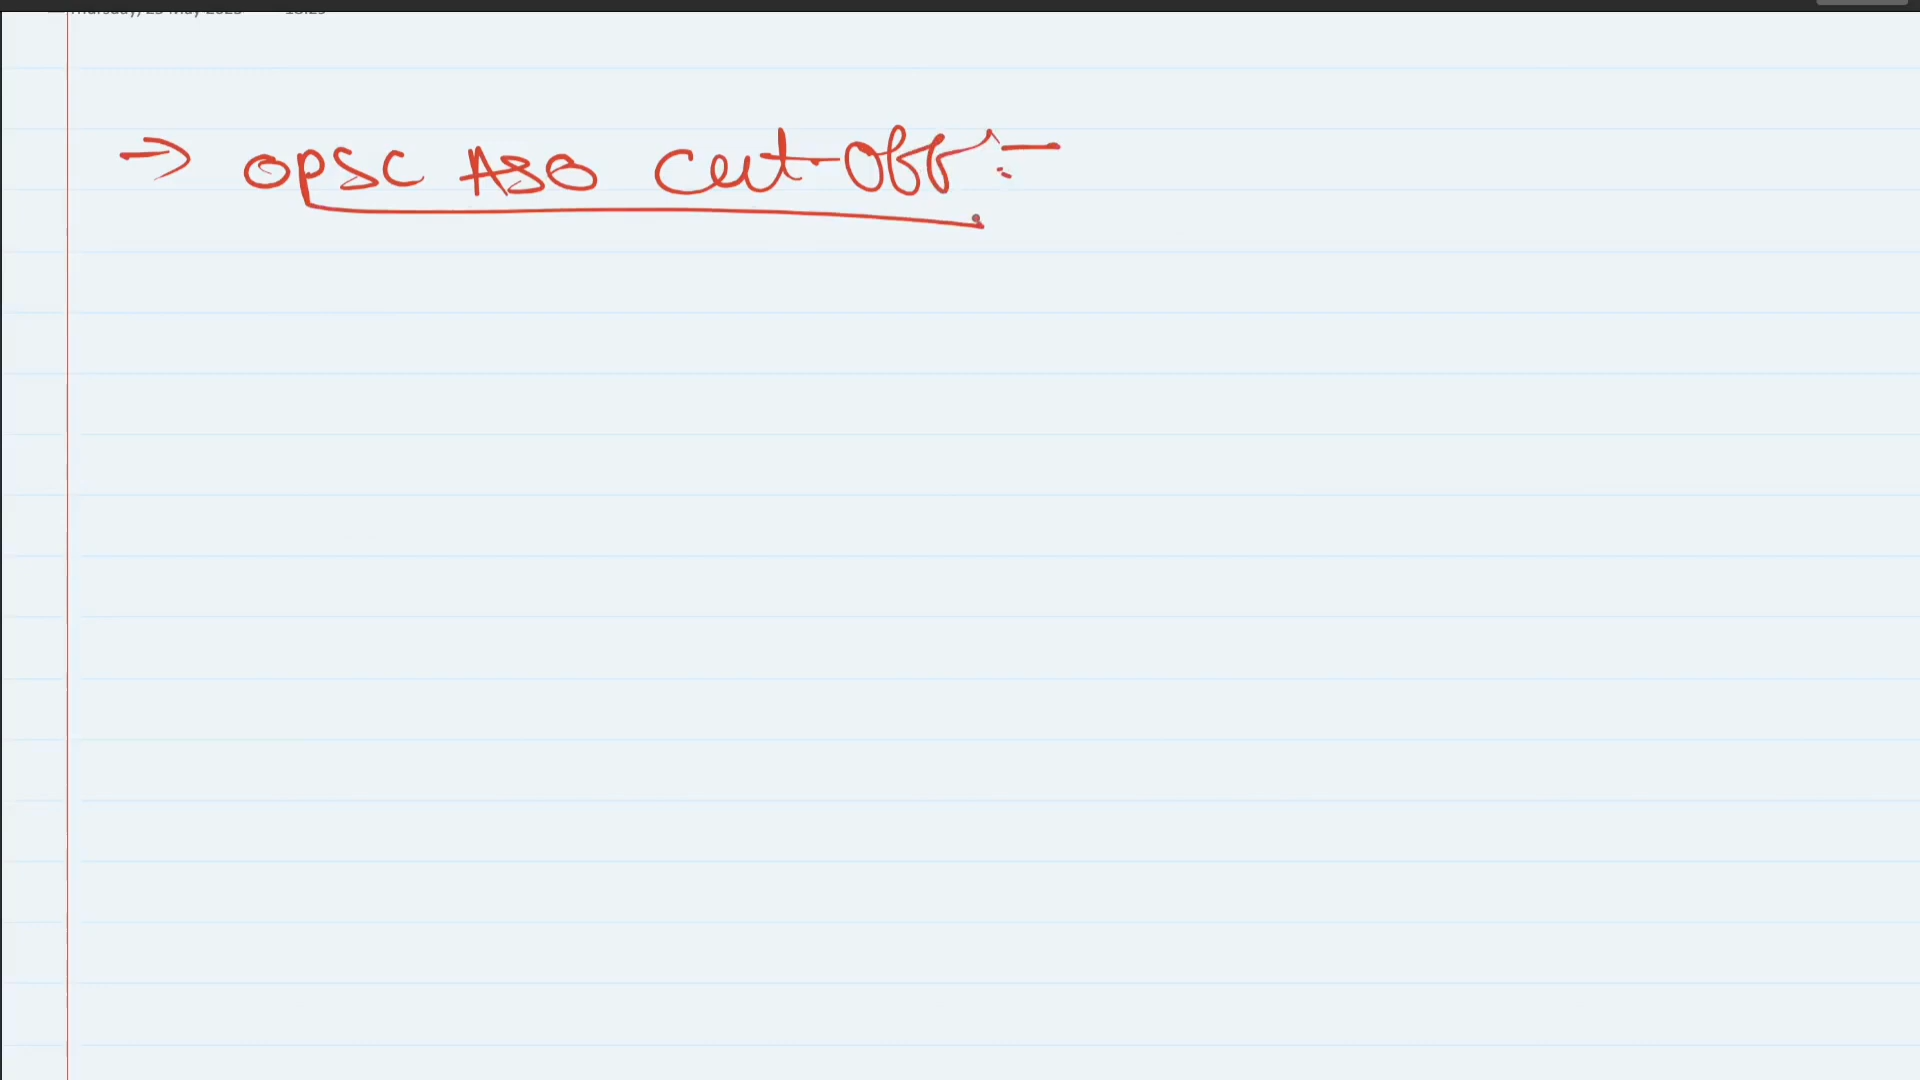 → OPSC ASO Cut-Off :-